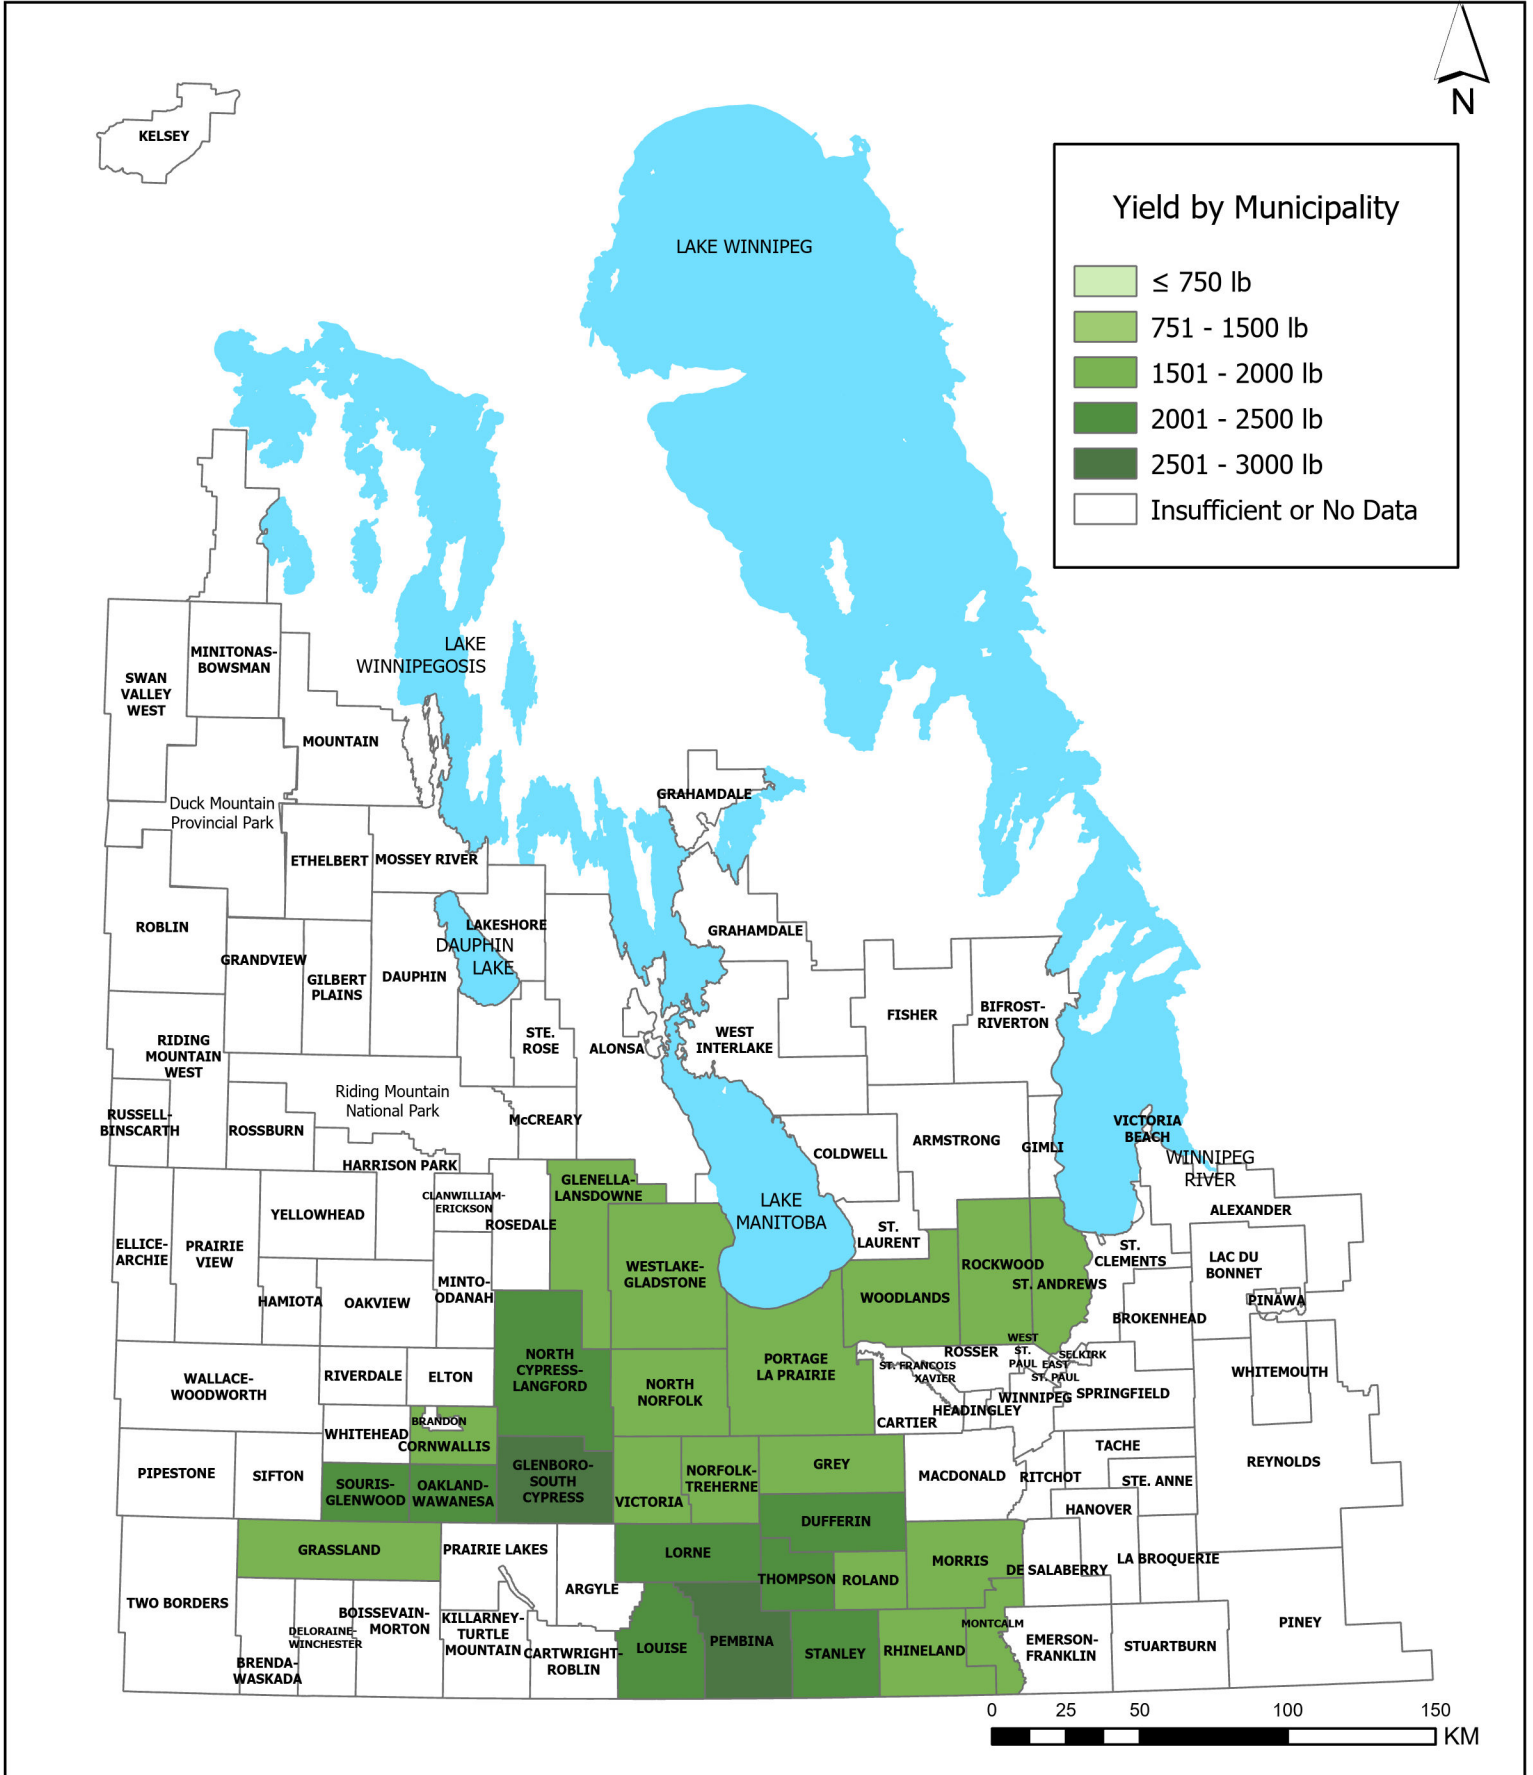 N
KELSEY
Yield by Municipality
≤ 750 lb
751 - 1500 lb
1501 - 2000 lb
2001 - 2500 lb
2501 - 3000 lb
Insufficient or No Data
LAKE WINNIPEG
LAKE
WINNIPEGOSIS
MINITONAS-
BOWSMAN
SWAN
VALLEY
WEST
MOUNTAIN
Duck Mountain
Provincial Park
GRAHAMDALE
ETHELBERT
MOSSEY RIVER
ROBLIN
GRANDVIEW
GILBERT
PLAINS
DAUPHIN
LAKESHORE
DAUPHIN
LAKE
GRAHAMDALE
STE.
ROSE
ALONSA
WEST
INTERLAKE
FISHER
BIFROST-
RIVERTON
RIDING
MOUNTAIN
WEST
Riding Mountain
National Park
RUSSELL-
BINSCARTH
ROSSBURN
McCREARY
HARRISON PARK
COLDWELL
ARMSTRONG
GIMLI
VICTORIA
BEACH
WINNIPEG
RIVER
CLANWILLIAM-
ERICKSON
ROSEDALE
GLENELLA-
LANSDOWNE
LAKE
MANITOBA
ST.
LAURENT
ALEXANDER
YELLOWHEAD
ELLICE-
ARCHIE
PRAIRIE
VIEW
HAMIOTA
OAKVIEW
MINTO-
ODANAH
WESTLAKE-
GLADSTONE
WOODLANDS
ROCKWOOD
ST. ANDREWS
ST.
CLEMENTS
LAC DU
BONNET
PINAWA
BROKENHEAD
WALLACE-
WOODWORTH
RIVERDALE
ELTON
NORTH
CYPRESS-
LANGFORD
NORTH
NORFOLK
PORTAGE
LA PRAIRIE
ROSSER
WEST
ST.
PAUL
EAST
ST. PAUL
SELKIRK
ST. FRANCOIS
XAVIER
HEADINGLEY
WINNIPEG
SPRINGFIELD
WHITEMOUTH
CARTIER
WHITEHEAD
BRANDON
CORNWALLIS
PIPESTONE
SIFTON
SOURIS-
GLENWOOD
OAKLAND-
WAWANESA
GLENBORO-
SOUTH
CYPRESS
VICTORIA
NORFOLK-
TREHERNE
GREY
MACDONALD
RITCHOT
TACHE
STE. ANNE
HANOVER
REYNOLDS
GRASSLAND
PRAIRIE LAKES
ARGYLE
LORNE
DUFFERIN
THOMPSON
ROLAND
MORRIS
DE SALABERRY
LA BROQUERIE
TWO BORDERS
BRENDA-
WASKADA
DELORAINE-
WINCHESTER
BOISSEVAIN-
MORTON
KILLARNEY-
TURTLE
MOUNTAIN
CARTWRIGHT-
ROBLIN
LOUISE
PEMBINA
STANLEY
RHINELAND
MONTCALM
EMERSON-
FRANKLIN
STUARTBURN
PINEY
0 25 50 100 150
KM